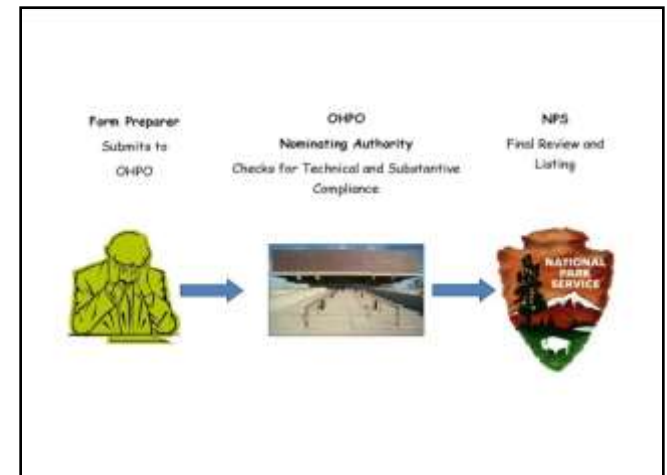 Form Preparer
Submits to
OHPO
OHPO
Nominating Authority
Checks for Technical and Substantive
Compliance
NPS
Final Review and
Listing
NATIONAL
PARK
SERVICE